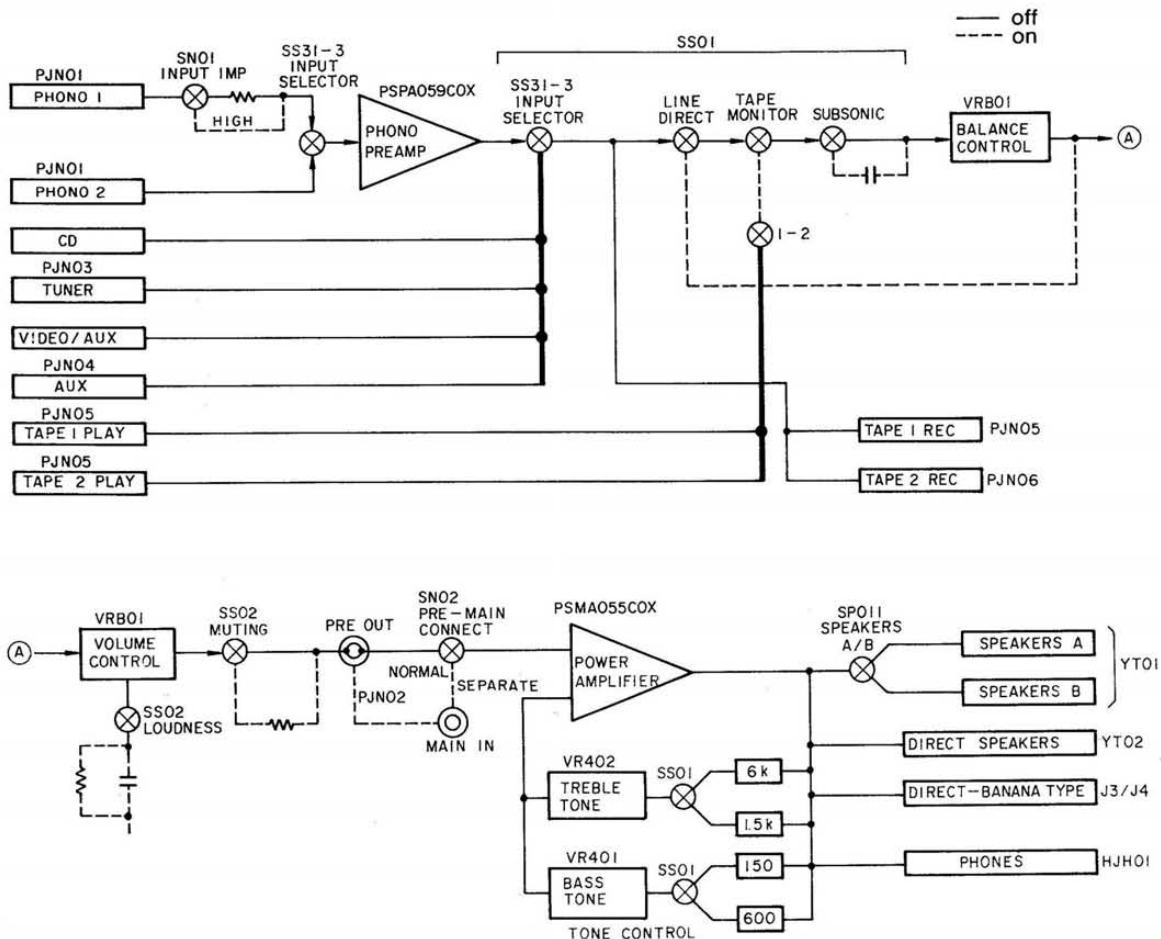 off
on
SS01
PJN01
PHONO 1
SN01
INPUT IMP
HIGH
SS31-3
INPUT
SELECTOR
PSPA059COX
PHONO
PREAMP
SS31-3
INPUT
SELECTOR
LINE
DIRECT
TAPE
MONITOR
SUBSONIC
VRB01
BALANCE
CONTROL
A
PJN01
PHONO 2
1-2
CD
PJN03
TUNER
VIDEO/AUX
PJN04
AUX
PJN05
TAPE 1 PLAY
TAPE 1 REC PJN05
PJN05
TAPE 2 PLAY
TAPE 2 REC PJN06
A
VRB01
VOLUME
CONTROL
SS02
LOUDNESS
SS02
MUTING
PRE OUT
PJN02
SN02
PRE-MAIN
CONNECT
NORMAL
SEPARATE
MAIN IN
PSMA055COX
POWER
AMPLIFIER
SP011
SPEAKERS
A/B
SPEAKERS A
SPEAKERS B
YT01
DIRECT SPEAKERS YT02
DIRECT-BANANA TYPE J3/J4
PHONES HJH01
VR402
TREBLE
TONE
SS01
6k
1.5k
VR401
BASS
TONE
SS01
150
600
TONE CONTROL